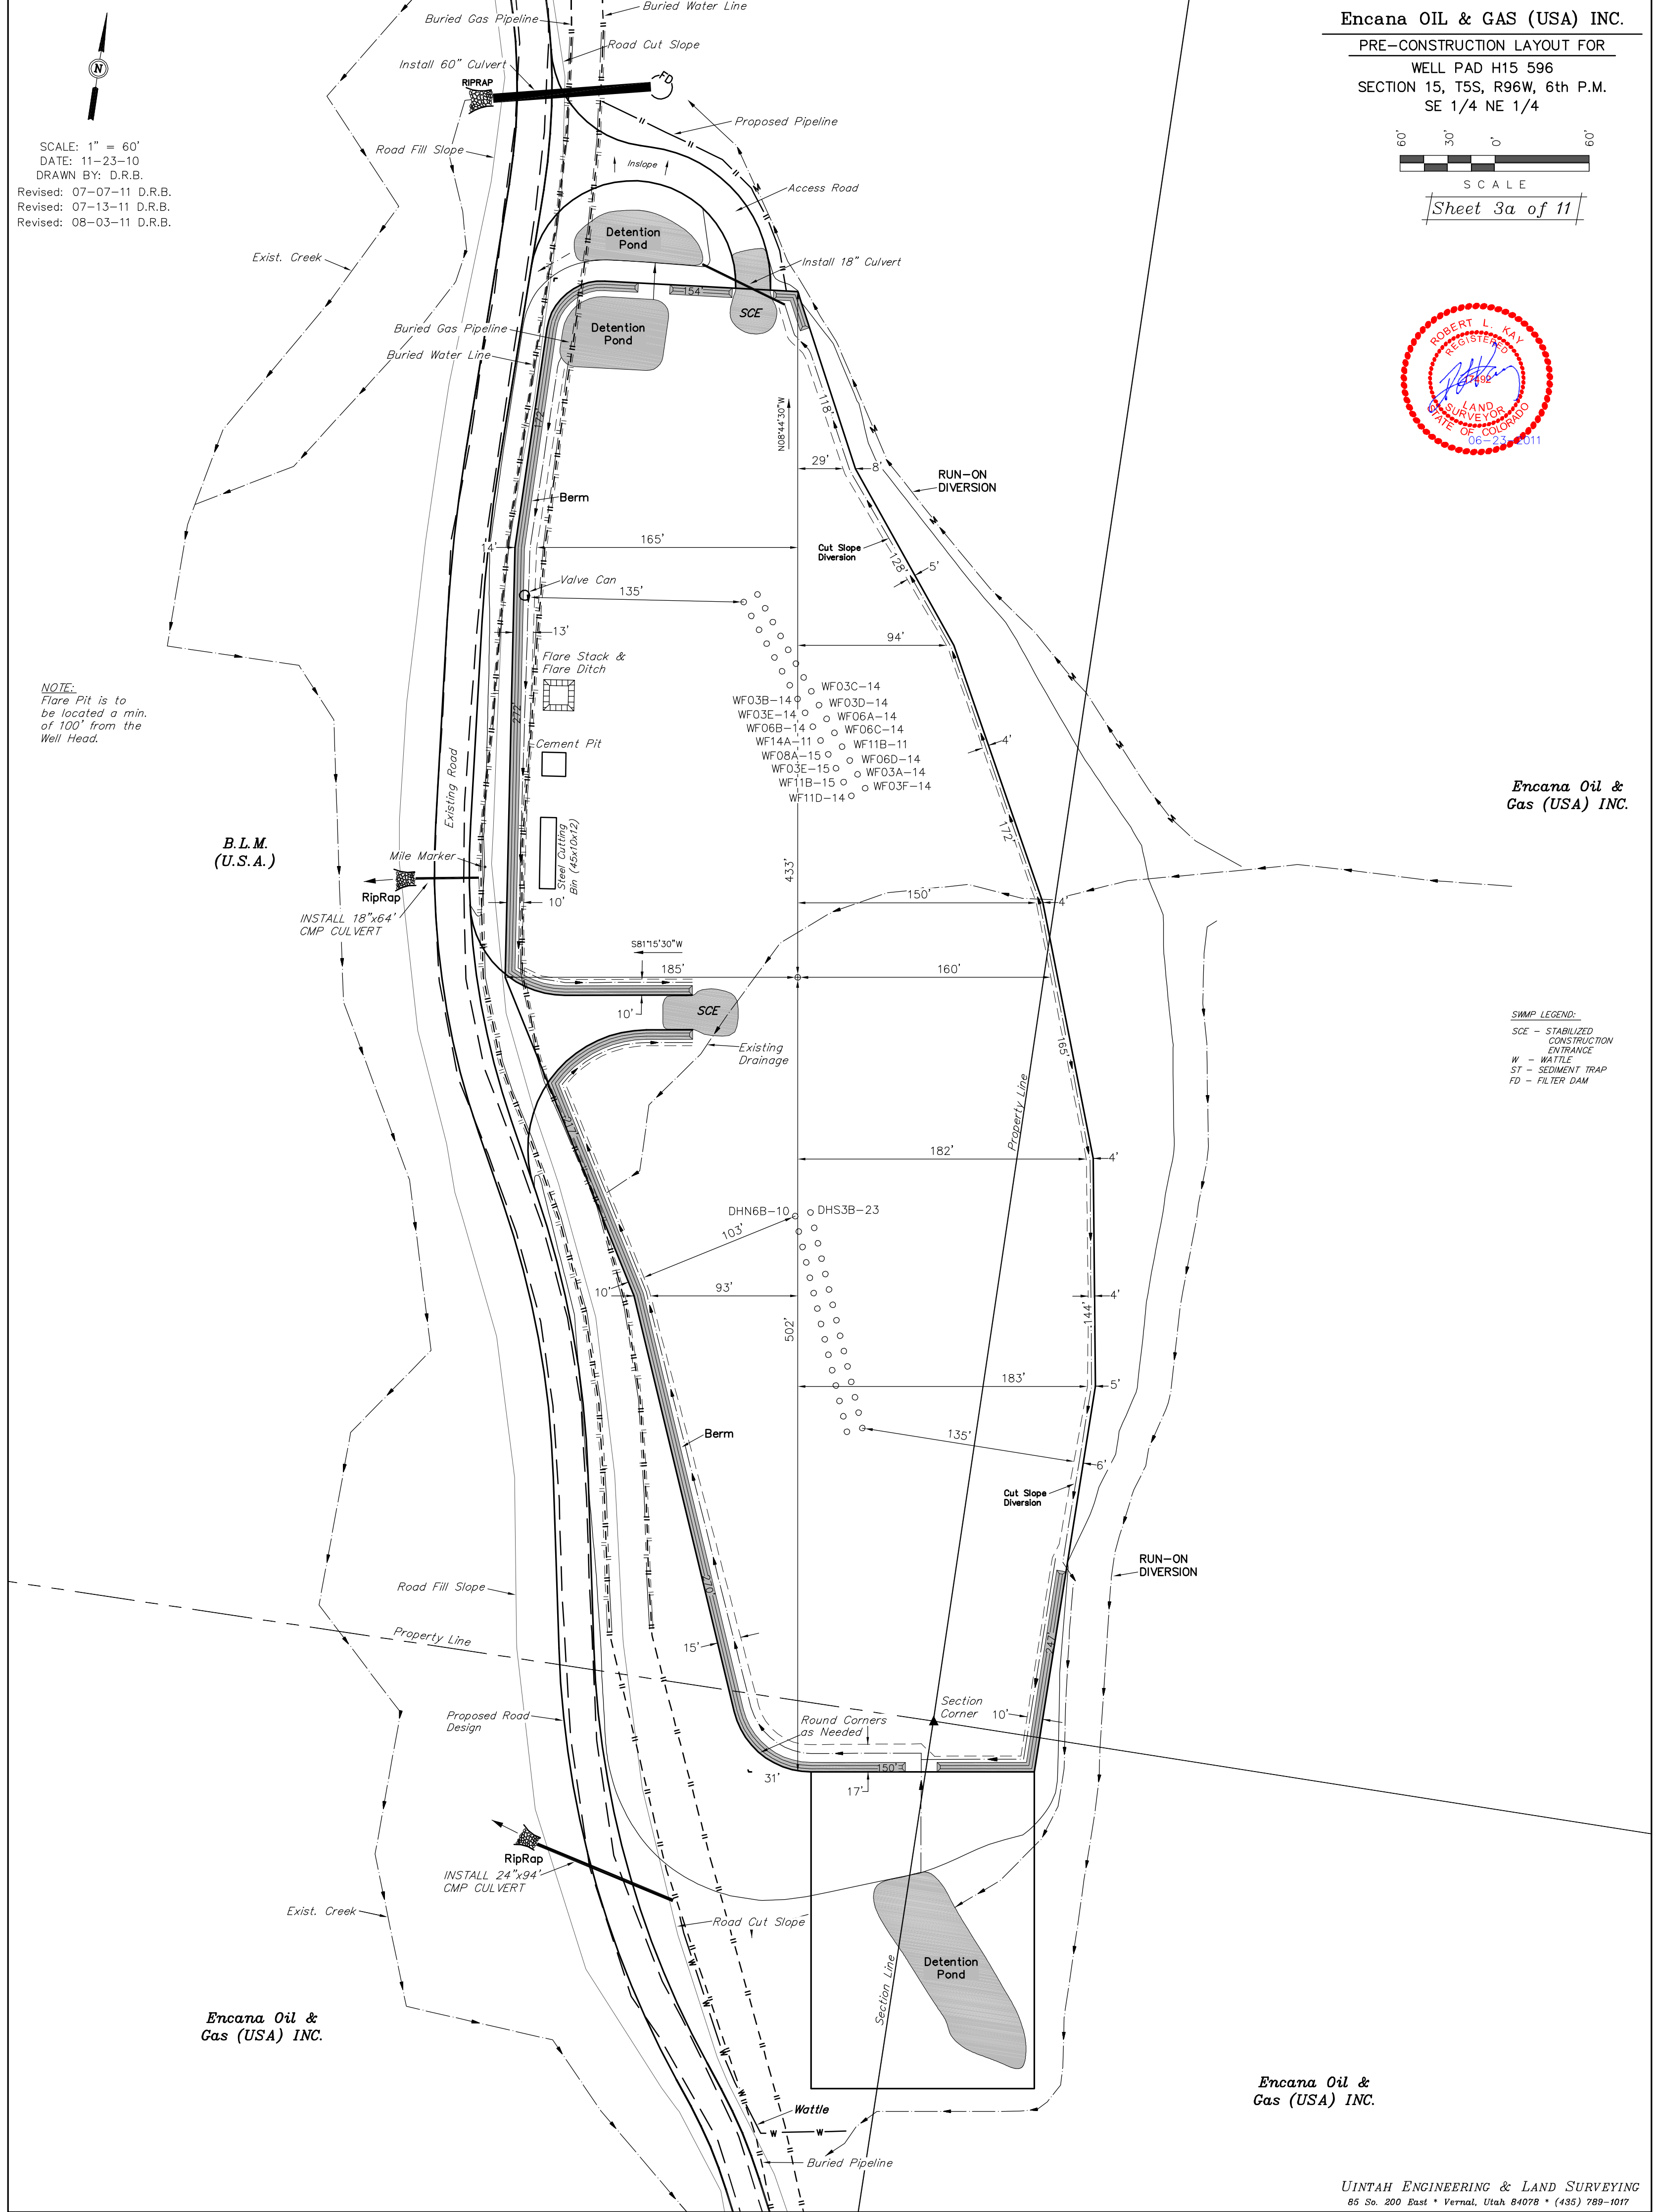 Encana OIL & GAS (USA) INC.
PRE-CONSTRUCTION LAYOUT FOR
WELL PAD H15 596
SECTION 15, T5S, R96W, 6th P.M.
SE 1/4 NE 1/4
60'
30'
0'
60'
SCALE
Sheet 3a of 11
N
SCALE: 1" = 60'
DATE: 11-23-10
DRAWN BY: D.R.B.
Revised: 07-07-11 D.R.B.
Revised: 07-13-11 D.R.B.
Revised: 08-03-11 D.R.B.
Buried Gas Pipeline
Buried Water Line
Road Cut Slope
Install 60" Culvert
RIPRAP
FD
Proposed Pipeline
Road Fill Slope
Inslope
Access Road
Detention
Pond
Exist. Creek
Install 18" Culvert
154'
SCE
Detention
Pond
Buried Gas Pipeline
Buried Water Line
ROBERT L. KAY
REGISTERED
LAND
SURVEYOR
STATE OF COLORADO
122'
N08°44'30"W
118'
29'
8'
RUN-ON
DIVERSION
Berm
14'
165'
Cut Slope
Diversion
128'
5'
Valve Can
135'
13'
94'
Flare Stack &
Flare Ditch
272'
NOTE:
Flare Pit is to
be located a min.
of 100' from the
Well Head.
WF03C-14
WF03B-14
WF03D-14
WF03E-14
WF06A-14
WF06B-14
WF06C-14
WF14A-11
WF11B-11
WF08A-15
WF06D-14
WF03E-15
WF03A-14
WF11B-15
WF03F-14
WF11D-14
4'
Cement Pit
Existing Road
Encana Oil &
Gas (USA) INC.
B.L.M.
(U.S.A.)
Steel Cutting
Bin (45x10x12)
172'
433'
Mile Marker
RipRap
INSTALL 18"x64'
CMP CULVERT
10'
150'
4'
S81°15'30"W
185'
160'
10'
SCE
Existing
Drainage
165'
SWMP LEGEND:
SCE - STABILIZED
CONSTRUCTION
ENTRANCE
W - WATTLE
ST - SEDIMENT TRAP
FD - FILTER DAM
217'
Property Line
182'
4'
DHN6B-10
DHS3B-23
103'
10'
93'
4'
144'
502'
183'
5'
Berm
135'
6'
Cut Slope
Diversion
RUN-ON
DIVERSION
Road Fill Slope
270'
Property Line
15'
247'
Section
Corner
10'
Proposed Road
Design
Round Corners
as Needed
31'
150'
17'
RipRap
INSTALL 24"x94'
CMP CULVERT
Exist. Creek
Road Cut Slope
Detention
Pond
Section Line
Encana Oil &
Gas (USA) INC.
Encana Oil &
Gas (USA) INC.
Wattle
W
W
Buried Pipeline
UINTAH ENGINEERING & LAND SURVEYING
85 So. 200 East * Vernal, Utah 84078 * (435) 789-1017